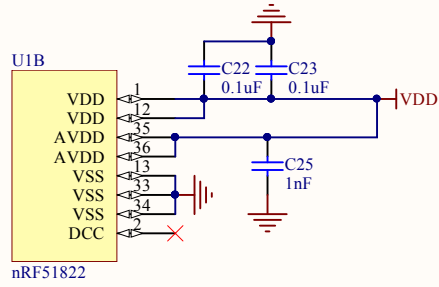 U1B
C22
0.1uF
C23
0.1uF
VDD 1
VDD 12
AVDD 35
AVDD 36
VSS 13
VSS 33
VSS 34
DCC 2
VDD
C25
1nF
nRF51822